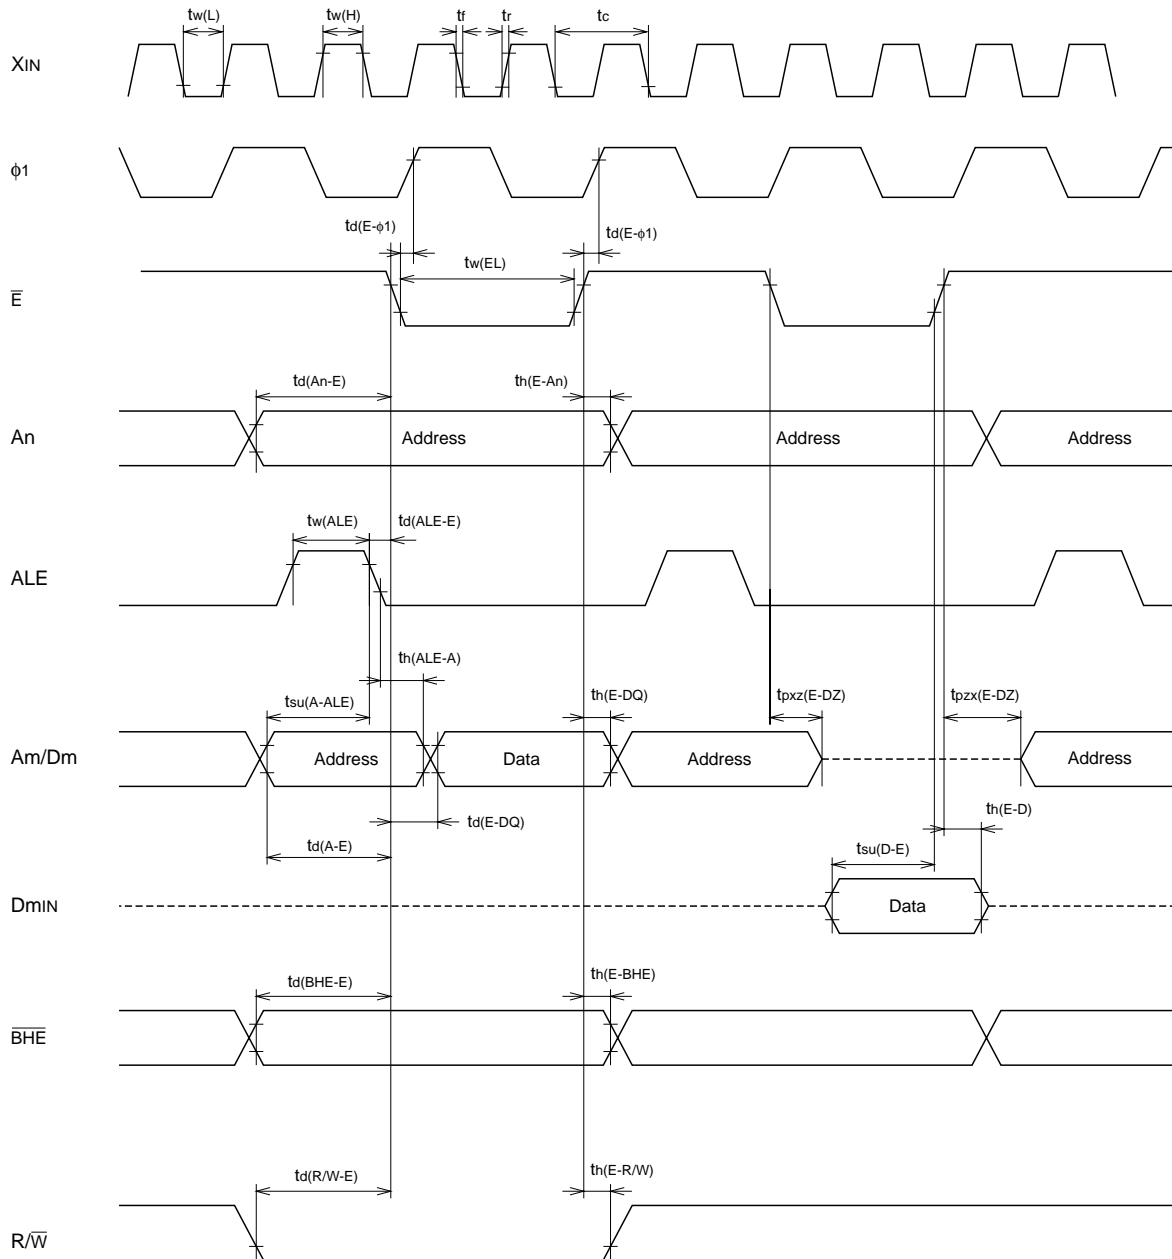 tw(L) tw(H) tf tr tc
XIN
ϕ1
td(E-ϕ1) td(E-ϕ1)
tw(EL)
E̅
td(An-E) th(E-An)
An Address Address Address
tw(ALE) td(ALE-E)
ALE
th(ALE-A)
tsu(A-ALE) th(E-DQ) tpxz(E-DZ) tpzx(E-DZ)
Am/Dm Address Data Address Address
td(E-DQ) th(E-D)
td(A-E) tsu(D-E)
DmIN Data
td(BHE-E) th(E-BHE)
B̅H̅E̅
td(R/W-E) th(E-R/W)
R/W̅